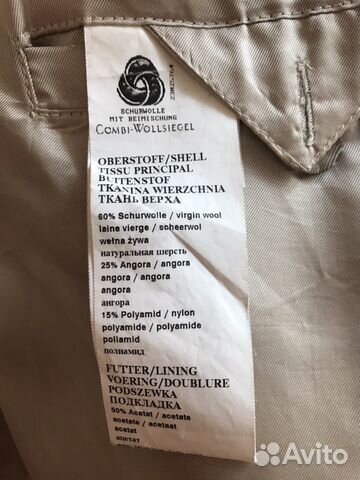 SCHURWOLLE
MIT BEIMISCHUNG
COMBI-WOLLSIEGEL
OBERSTOFF/SHELL
TISSU PRINCIPAL
BUITENSTOF
TKANINA WIERZCHNIA
ТКАНЬ ВЕРХА
60% Schurwolle / virgin wool
laine vierge / scheerwol
wełna żywa
натуральная шерсть
25% Angora / angora
angora / angora
angora
ангора
15% Polyamid / nylon
polyamide / polyamide
poliamid
полиамид
FUTTER/LINING
VOERING/DOUBLURE
PODSZEWKA
ПОДКЛАДКА
50% Acetat / acetate
acetate / acetaat
acetat
ацетат
Avito